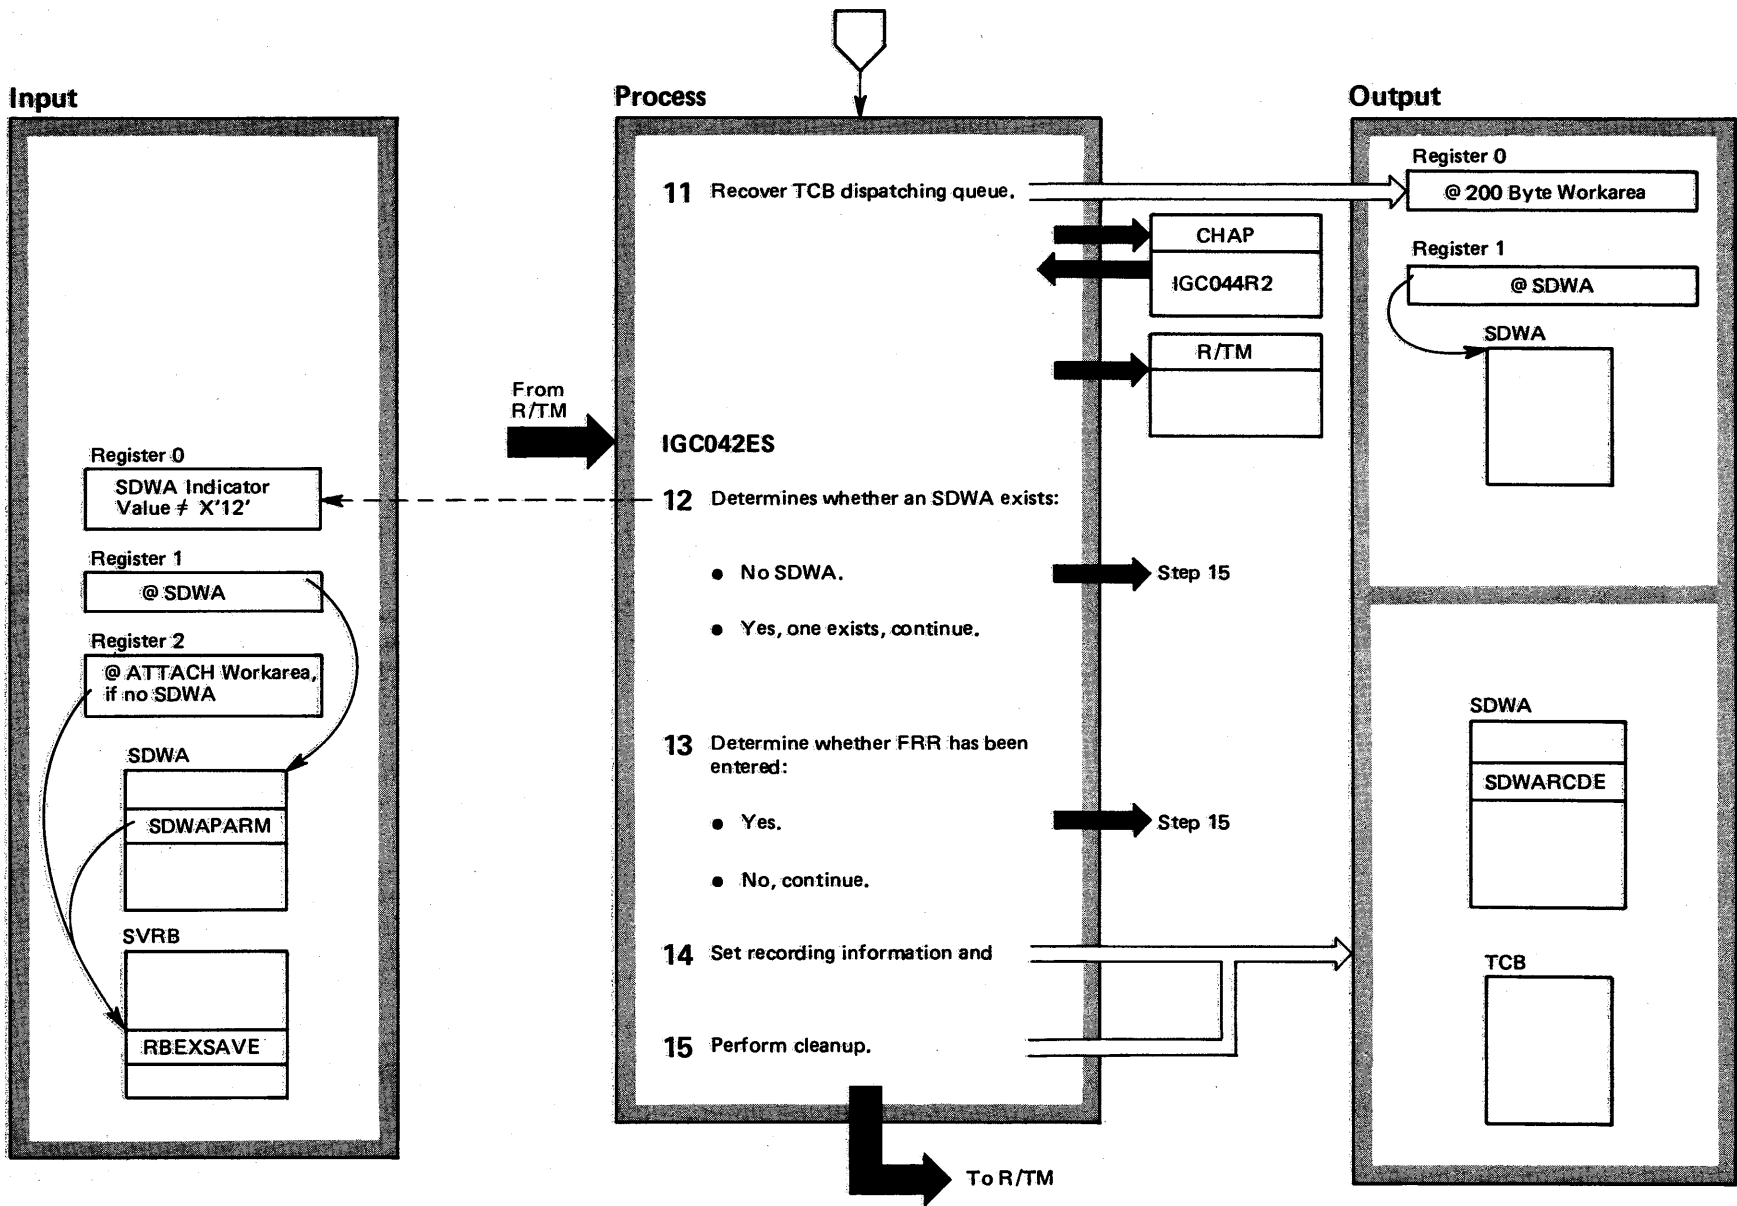 Input
Process
Output
Register 0
SDWA Indicator
Value ≠ X'12'
Register 1
@ SDWA
Register 2
@ ATTACH Workarea,
if no SDWA
SDWA
SDWAPARM
SVRB
RBEXSAVE
From
R/TM
11 Recover TCB dispatching queue.
CHAP
IGC044R2
R/TM
IGC042ES
12 Determines whether an SDWA exists:
• No SDWA.
Step 15
• Yes, one exists, continue.
13 Determine whether FRR has been
entered:
• Yes.
Step 15
• No, continue.
14 Set recording information and
15 Perform cleanup.
To R/TM
Register 0
@ 200 Byte Workarea
Register 1
@ SDWA
SDWA
SDWA
SDWARCDE
TCB